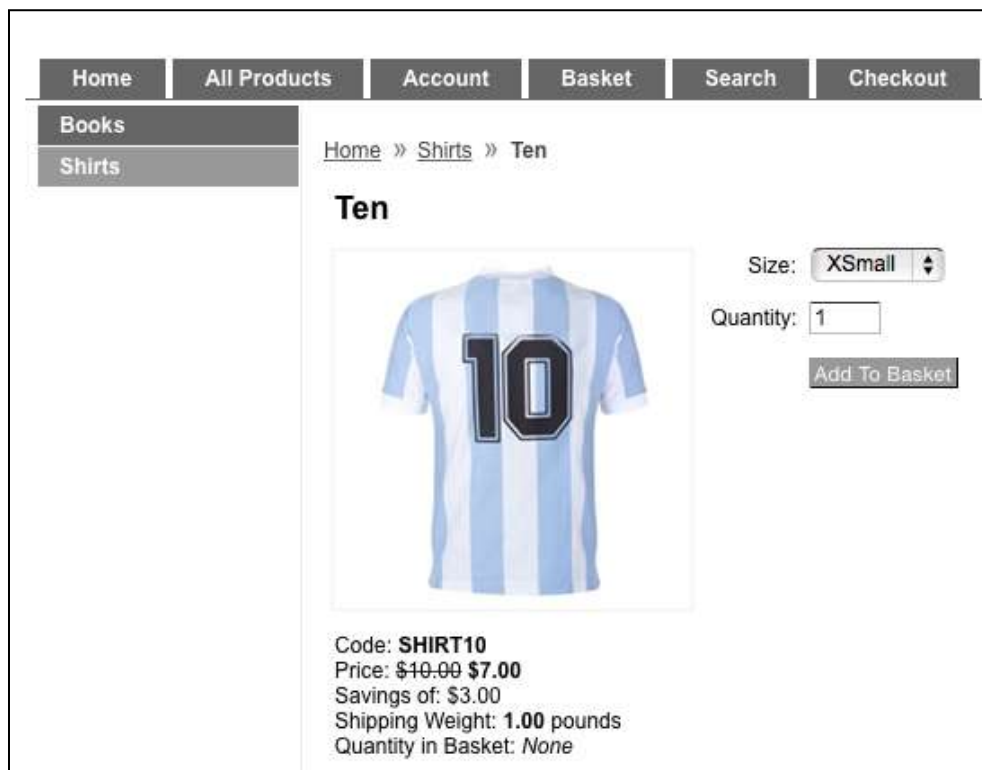 Home All Products Account Basket Search Checkout
Books
Shirts
Home » Shirts » Ten
Ten
Size: XSmall
Quantity: 1
Add To Basket
10
Code: SHIRT10
Price: $10.00 $7.00
Savings of: $3.00
Shipping Weight: 1.00 pounds
Quantity in Basket: None